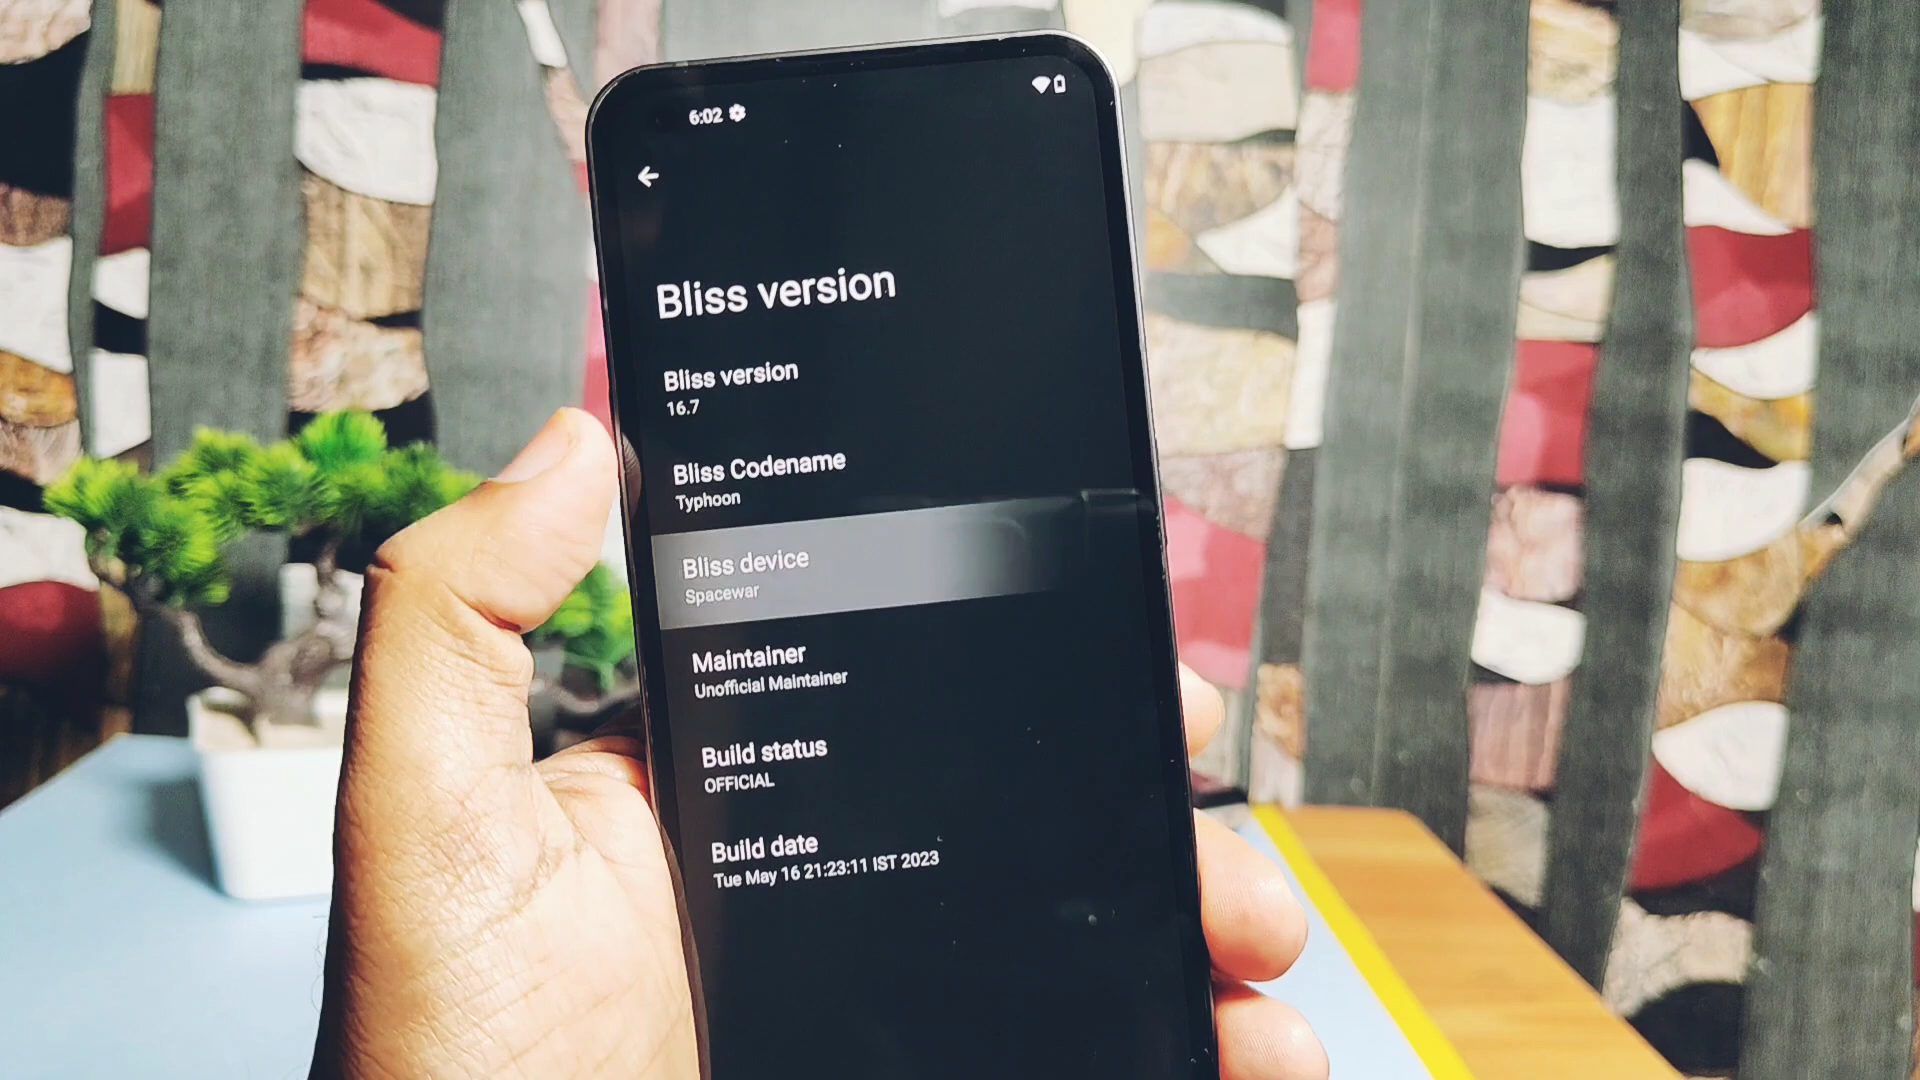 6:02
Bliss version
Bliss version
16.7
Bliss Codename
Typhoon
Bliss device
Spacewar
Maintainer
Unofficial Maintainer
Build status
OFFICIAL
Build date
Tue May 16 21:23:11 IST 2023